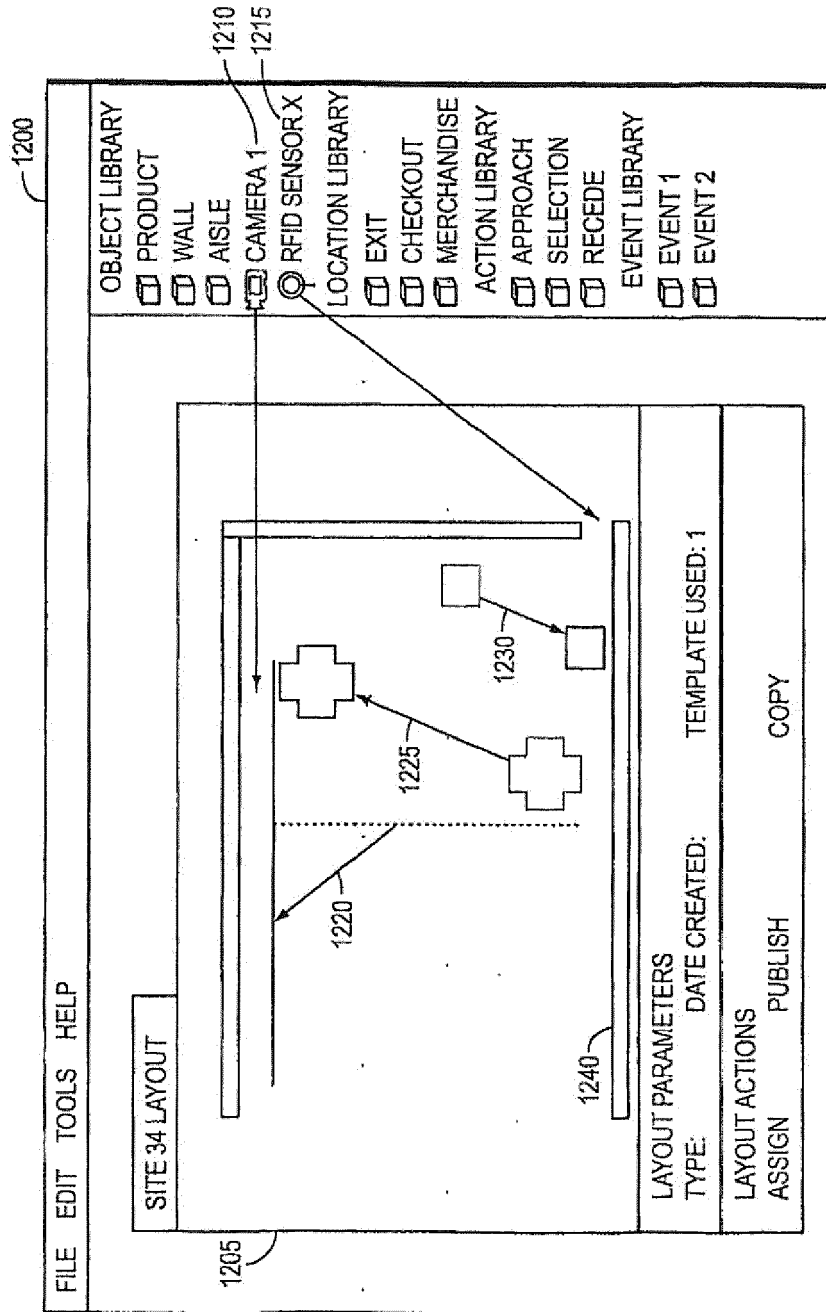 1200
FILE EDIT TOOLS HELP
SITE 34 LAYOUT
1205
1220
1225
1230
1240
LAYOUT PARAMETERS
TYPE: DATE CREATED: TEMPLATE USED: 1
LAYOUT ACTIONS
ASSIGN PUBLISH COPY
OBJECT LIBRARY
PRODUCT
WALL
AISLE
CAMERA 1
1210
RFID SENSOR X
1215
LOCATION LIBRARY
EXIT
CHECKOUT
MERCHANDISE
ACTION LIBRARY
APPROACH
SELECTION
RECEDE
EVENT LIBRARY
EVENT 1
EVENT 2